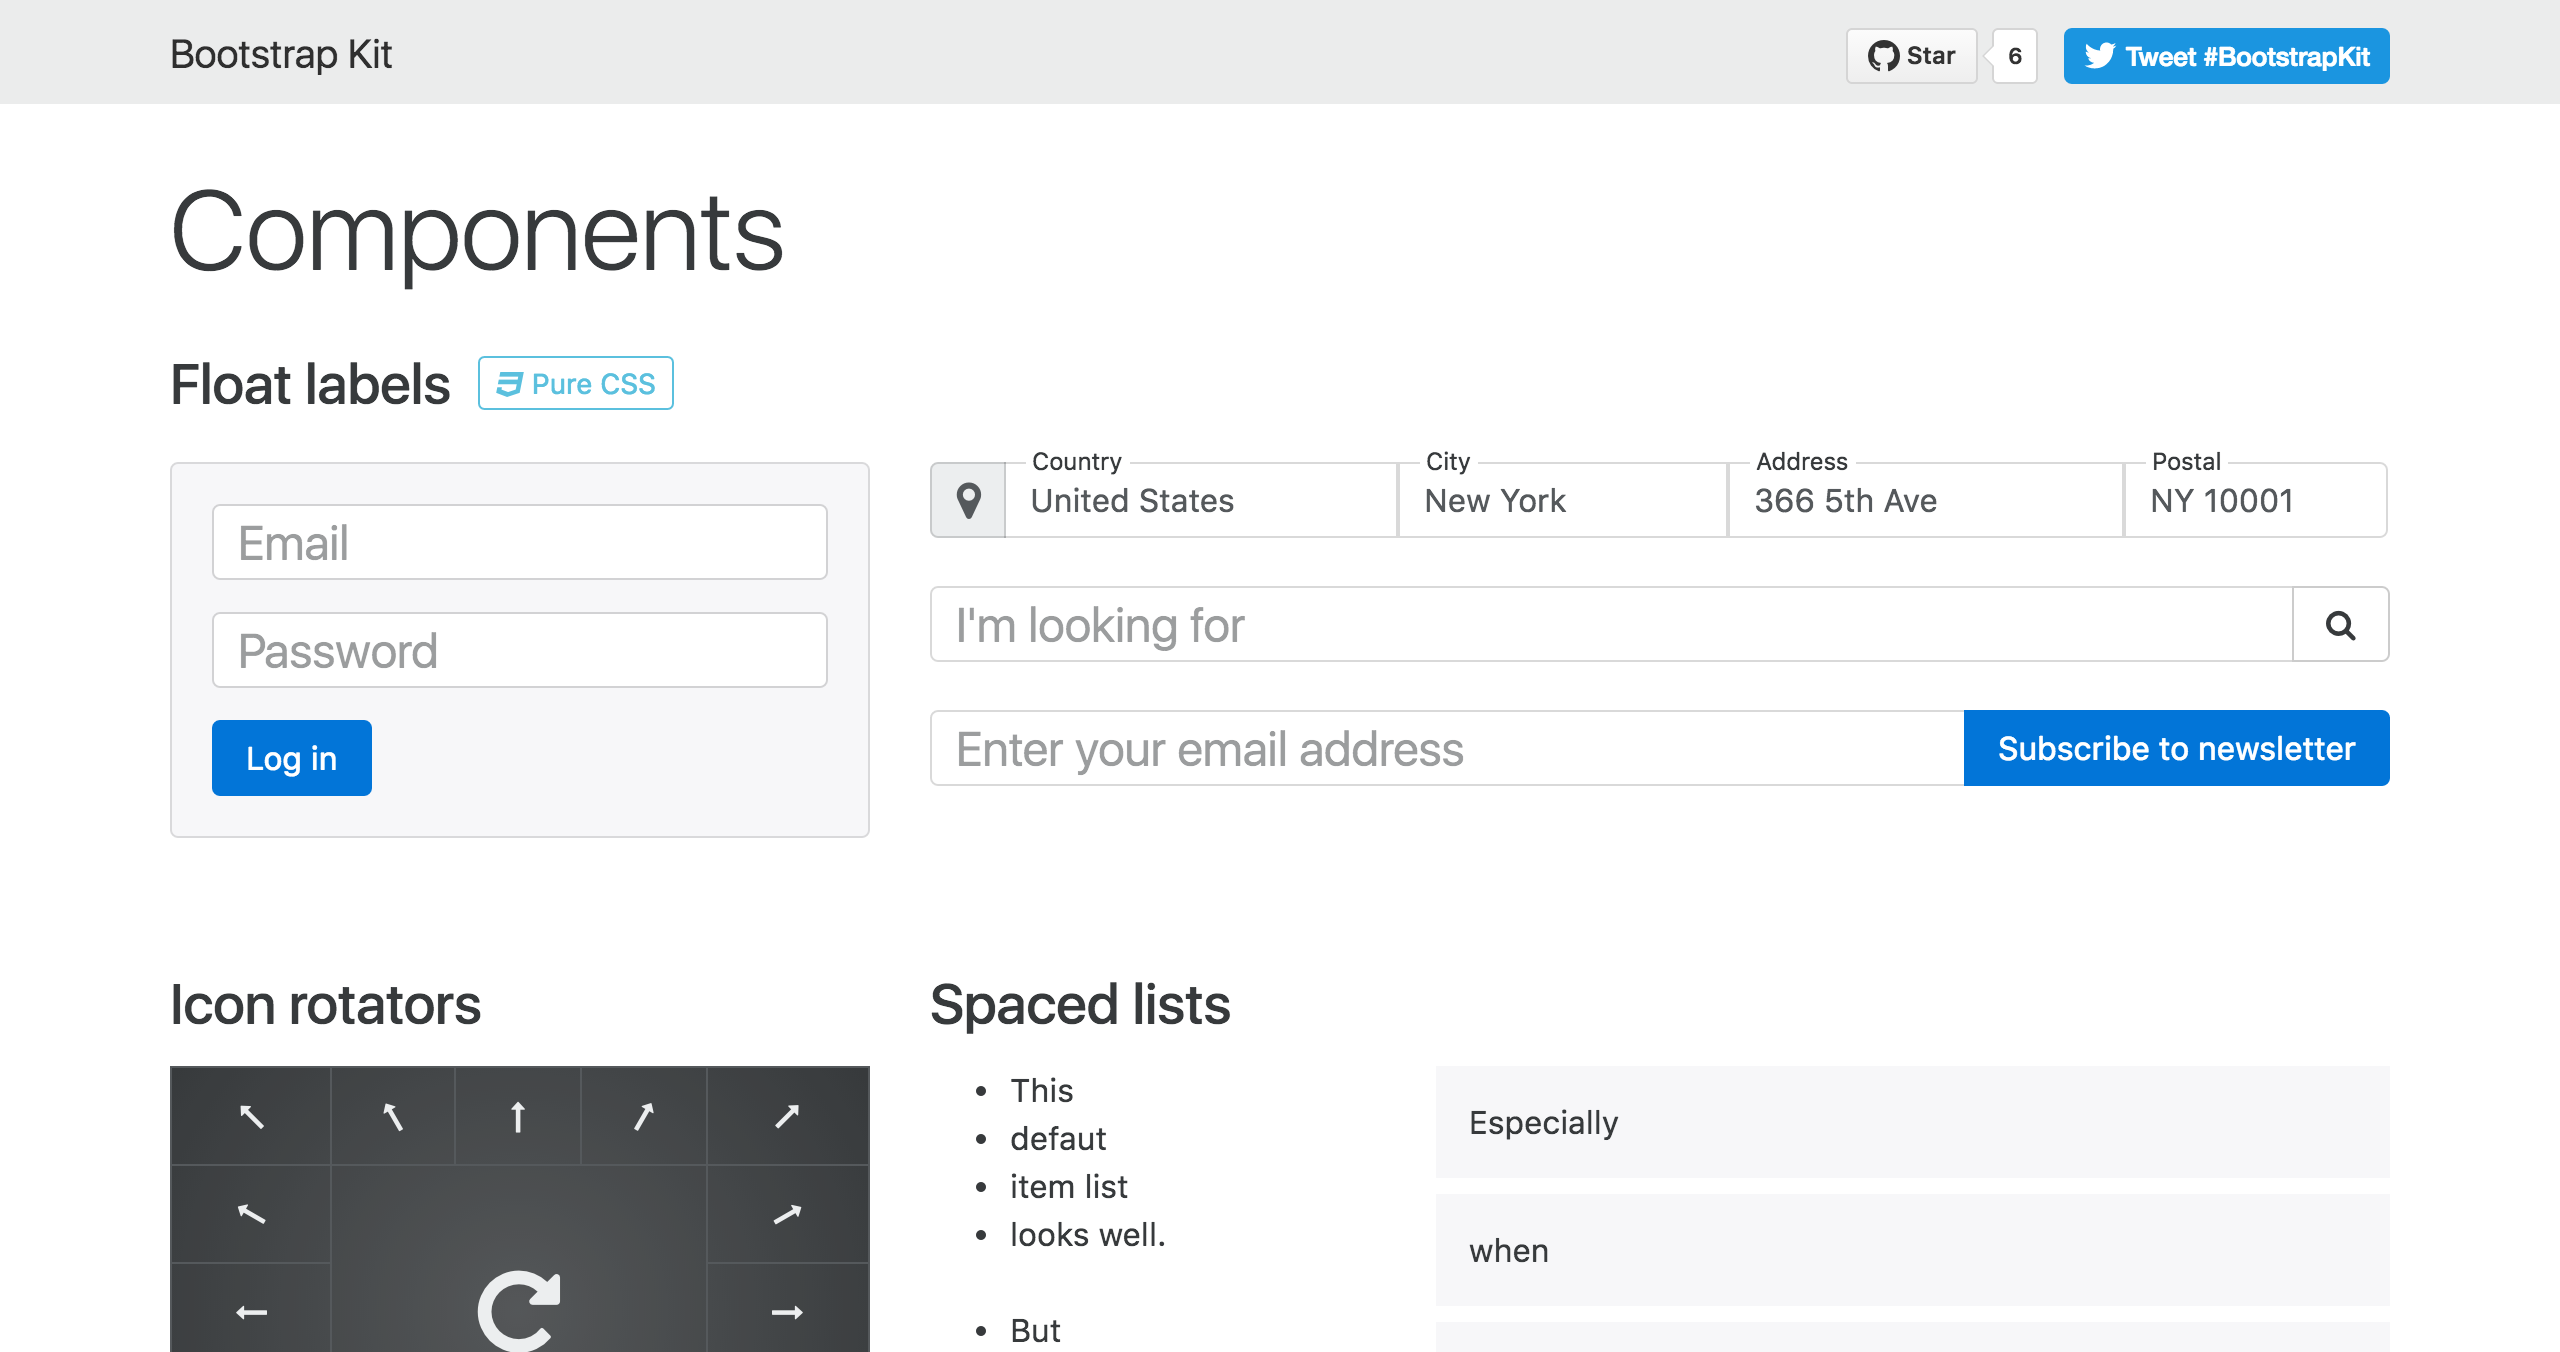 Bootstrap Kit
Star
6
Tweet #BootstrapKit
Components
Float labels
Pure CSS
Email
Password
Log in
Country
City
Address
Postal
United States
New York
366 5th Ave
NY 10001
I'm looking for
Enter your email address
Subscribe to newsletter
Icon rotators
Spaced lists
This
defaut
item list
looks well.
But
Especially
when